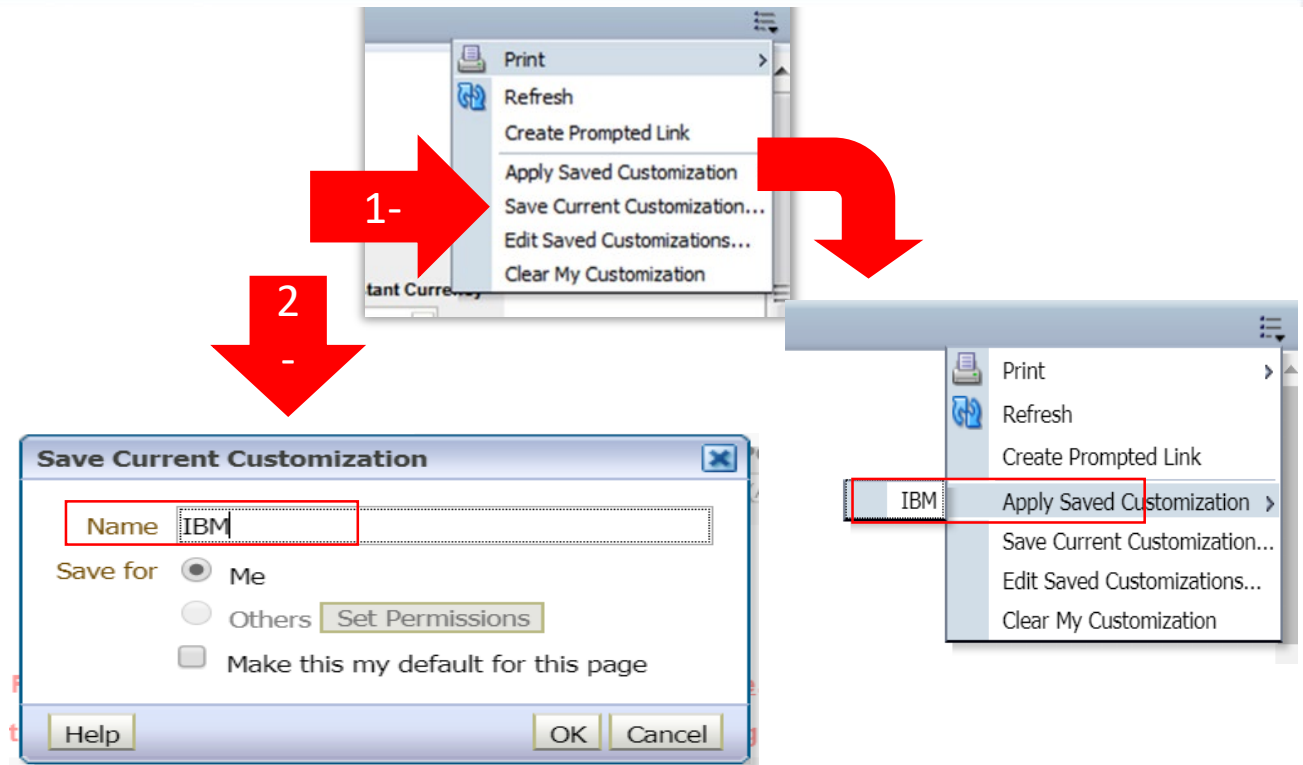 Print
Refresh
Create Prompted Link
Apply Saved Customization
Save Current Customization...
Edit Saved Customizations...
Clear My Customization
1-
2
-
Save Current Customization
Name IBM
Save for Me
Others Set Permissions
Make this my default for this page
Help OK Cancel
Print
Refresh
Create Prompted Link
IBM Apply Saved Customization
Save Current Customization...
Edit Saved Customizations...
Clear My Customization